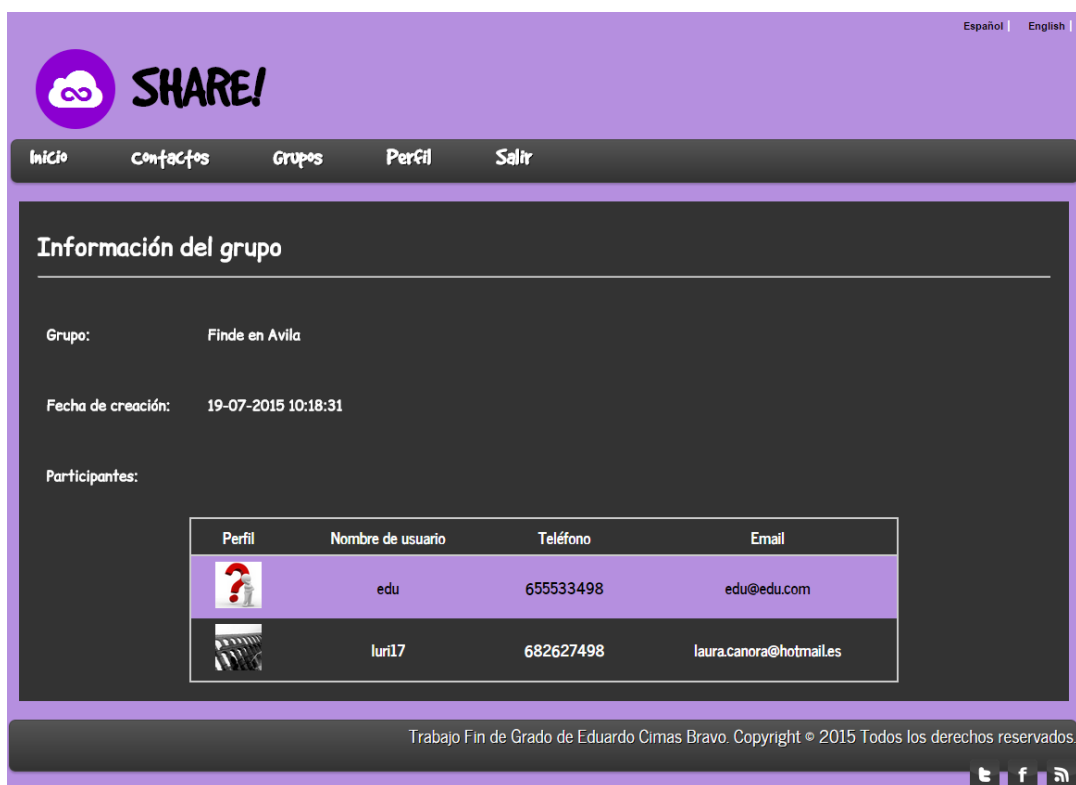 Español English
SHARE!
Inicio Contactos Grupos Perfil Salir
Información del grupo
Grupo: Finde en Avila
Fecha de creación: 19-07-2015 10:18:31
Participantes:
Perfil Nombre de usuario Teléfono Email
edu 655533498 edu@edu.com
luri17 682627498 laura.canora@hotmail.es
Trabajo Fin de Grado de Eduardo Cimas Bravo. Copyright © 2015 Todos los derechos reservados.